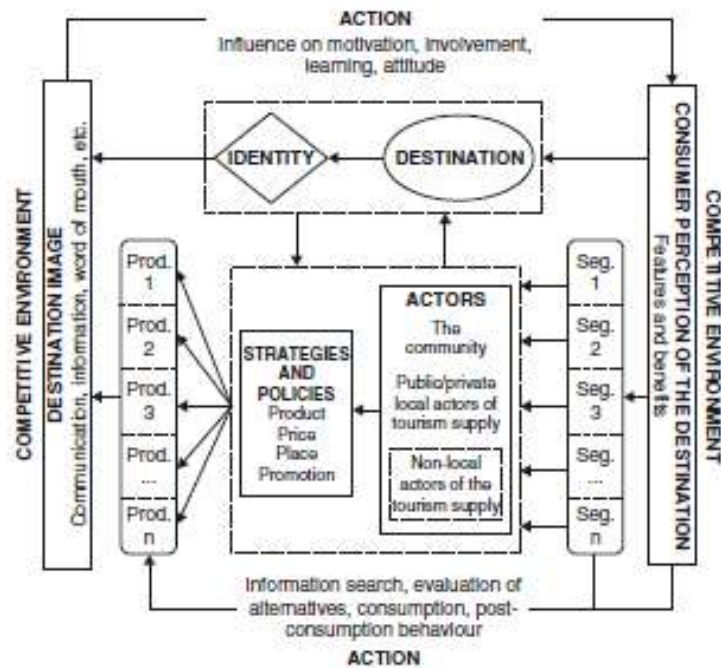 ACTION
Influence on motivation, involvement,
learning, attitude
COMPETITIVE ENVIRONMENT
DESTINATION IMAGE
Communication, information, word of mouth, etc.
IDENTITY
DESTINATION
Prod.
1
Prod.
2
Prod.
3
Prod.
...
Prod.
n
STRATEGIES
AND
POLICIES
Product
Price
Place
Promotion
ACTORS
The
community
Public/private
local actors of
tourism supply
Non-local
actors of the
tourism supply
Seg.
1
Seg.
2
Seg.
3
Seg.
...
Seg.
n
CONSUMER PERCEPTION OF THE DESTINATION
Features and benefits
COMPETITIVE ENVIRONMENT
Information search, evaluation of
alternatives, consumption, post-
consumption behaviour
ACTION